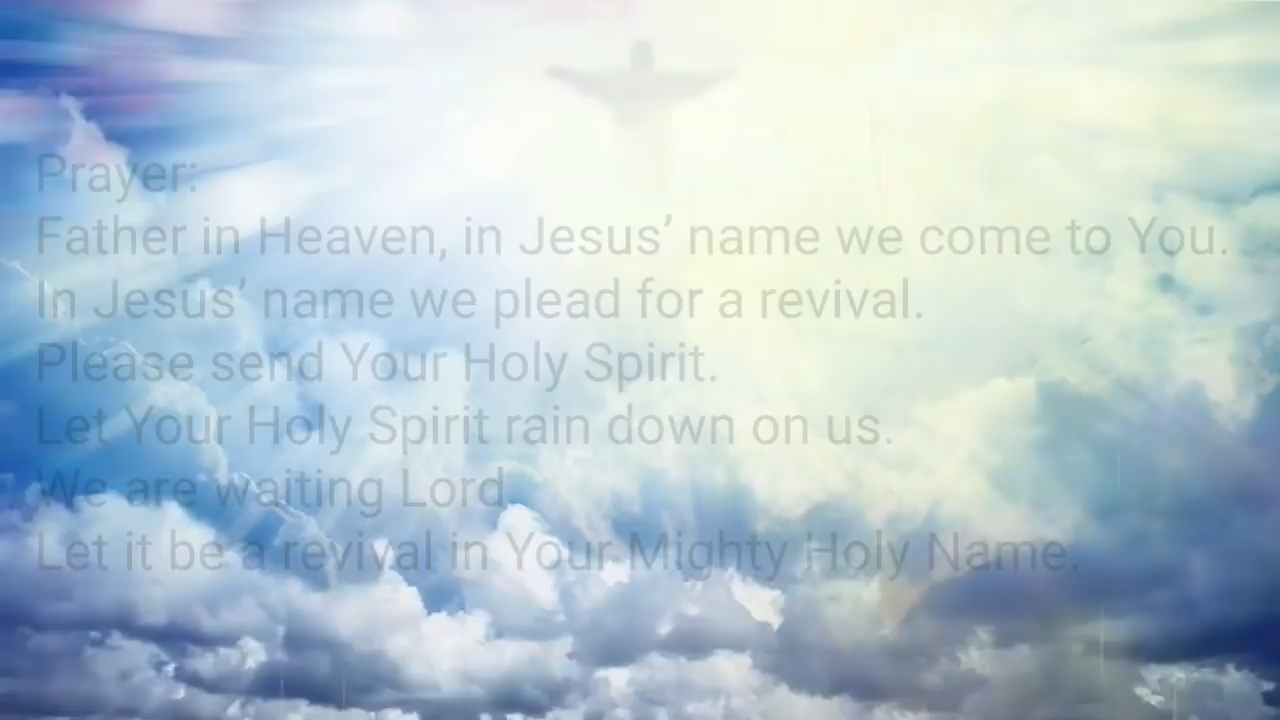 Prayer:
Father in Heaven, in Jesus’ name we come to You.
In Jesus’ name we plead for a revival.
Please send Your Holy Spirit.
Let Your Holy Spirit rain down on us.
We are waiting Lord.
Let it be a revival in Your Mighty Holy Name.